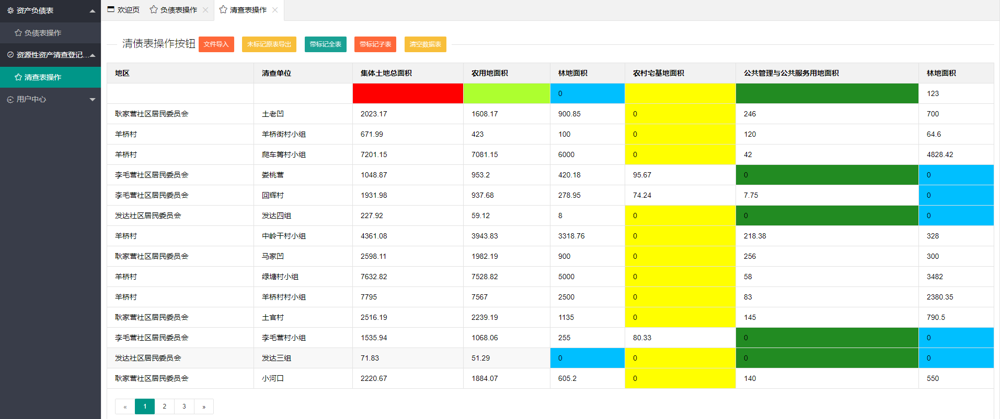 资产负债表
负债表操作
资源性资产清查登记...
清查表操作
用户中心
欢迎页 负债表操作 清查表操作
清债表操作按钮 文件导入 未标记原表导出 带标记全表 带标记子表 清空数据表
地区 清查单位 集体土地总面积 农用地面积 林地面积 农村宅基地面积 公共管理与公共服务用地面积 林地面积
0 123
耿家营社区居民委员会 土老凹 2023.17 1608.17 900.85 0 246 700
羊桥村 羊桥街村小组 671.99 423 100 0 120 64.6
羊桥村 爬车箐村小组 7201.15 7081.15 6000 0 42 4828.42
李毛营社区居民委员会 娄桃营 1048.87 953.2 420.18 95.67 0 0
李毛营社区居民委员会 回辉村 1931.98 937.68 278.95 74.24 7.75 0
发达社区居民委员会 发达四组 227.92 59.12 8 0 0 0
羊桥村 中岭干村小组 4361.08 3943.83 3318.76 0 218.38 328
耿家营社区居民委员会 马家凹 2598.11 1982.19 900 0 256 300
羊桥村 绿塘村小组 7632.82 7528.82 5000 0 58 3482
羊桥村 羊桥村村小组 7795 7567 2500 0 83 2380.35
耿家营社区居民委员会 土官村 2516.19 2239.19 1135 0 145 790.5
李毛营社区居民委员会 李毛营村小组 1535.94 1068.06 255 80.33 0 0
发达社区居民委员会 发达三组 71.83 51.29 0 0 0 0
耿家营社区居民委员会 小河口 2220.67 1884.07 605.2 0 140 550
« 1 2 3 »